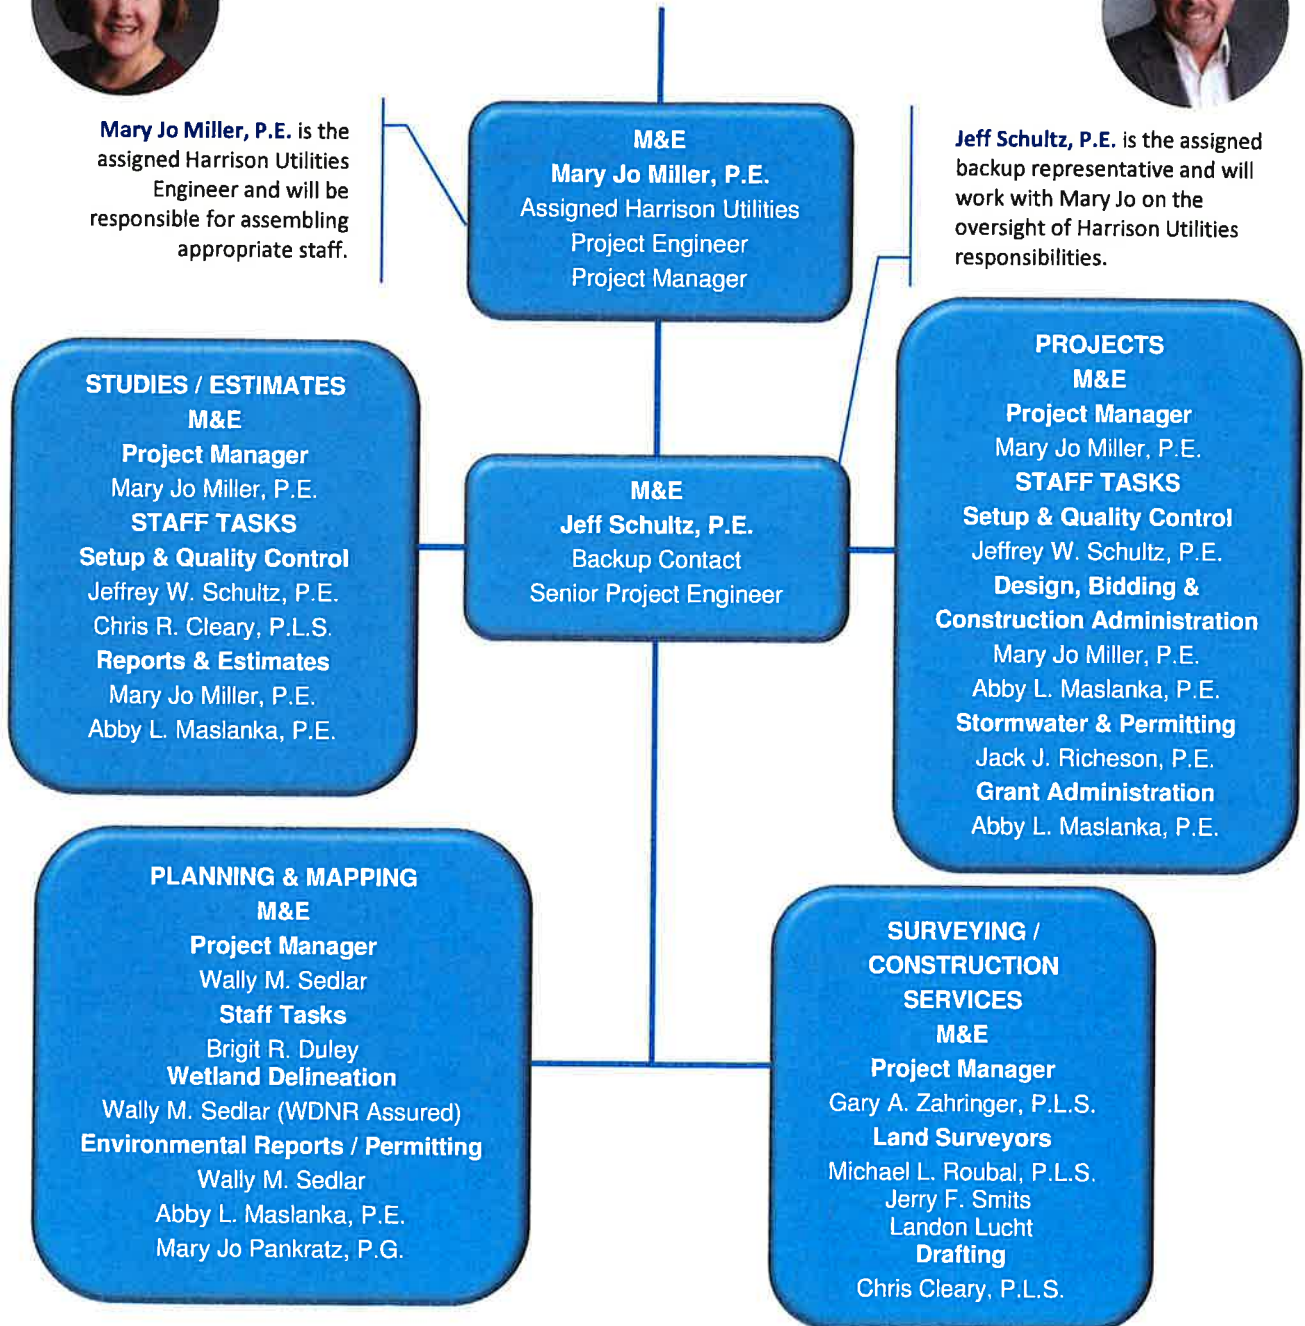 Mary Jo Miller, P.E. is the
assigned Harrison Utilities
Engineer and will be
responsible for assembling
appropriate staff.
M&E
Mary Jo Miller, P.E.
Assigned Harrison Utilities
Project Engineer
Project Manager
Jeff Schultz, P.E. is the assigned
backup representative and will
work with Mary Jo on the
oversight of Harrison Utilities
responsibilities.
STUDIES / ESTIMATES
M&E
Project Manager
Mary Jo Miller, P.E.
STAFF TASKS
Setup & Quality Control
Jeffrey W. Schultz, P.E.
Chris R. Cleary, P.L.S.
Reports & Estimates
Mary Jo Miller, P.E.
Abby L. Maslanka, P.E.
M&E
Jeff Schultz, P.E.
Backup Contact
Senior Project Engineer
PROJECTS
M&E
Project Manager
Mary Jo Miller, P.E.
STAFF TASKS
Setup & Quality Control
Jeffrey W. Schultz, P.E.
Design, Bidding &
Construction Administration
Mary Jo Miller, P.E.
Abby L. Maslanka, P.E.
Stormwater & Permitting
Jack J. Richeson, P.E.
Grant Administration
Abby L. Maslanka, P.E.
PLANNING & MAPPING
M&E
Project Manager
Wally M. Sedlar
Staff Tasks
Brigit R. Duley
Wetland Delineation
Wally M. Sedlar (WDNR Assured)
Environmental Reports / Permitting
Wally M. Sedlar
Abby L. Maslanka, P.E.
Mary Jo Pankratz, P.G.
SURVEYING /
CONSTRUCTION
SERVICES
M&E
Project Manager
Gary A. Zahringer, P.L.S.
Land Surveyors
Michael L. Roubal, P.L.S.
Jerry F. Smits
Landon Lucht
Drafting
Chris Cleary, P.L.S.